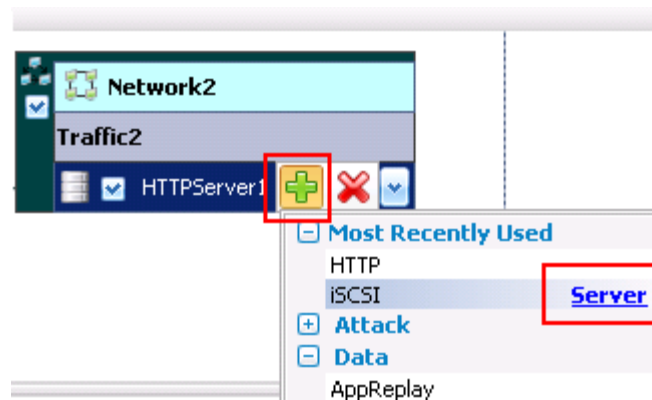 Network2
Traffic2
HTTPServer1
Most Recently Used
HTTP
iSCSI Server
Attack
Data
AppReplay